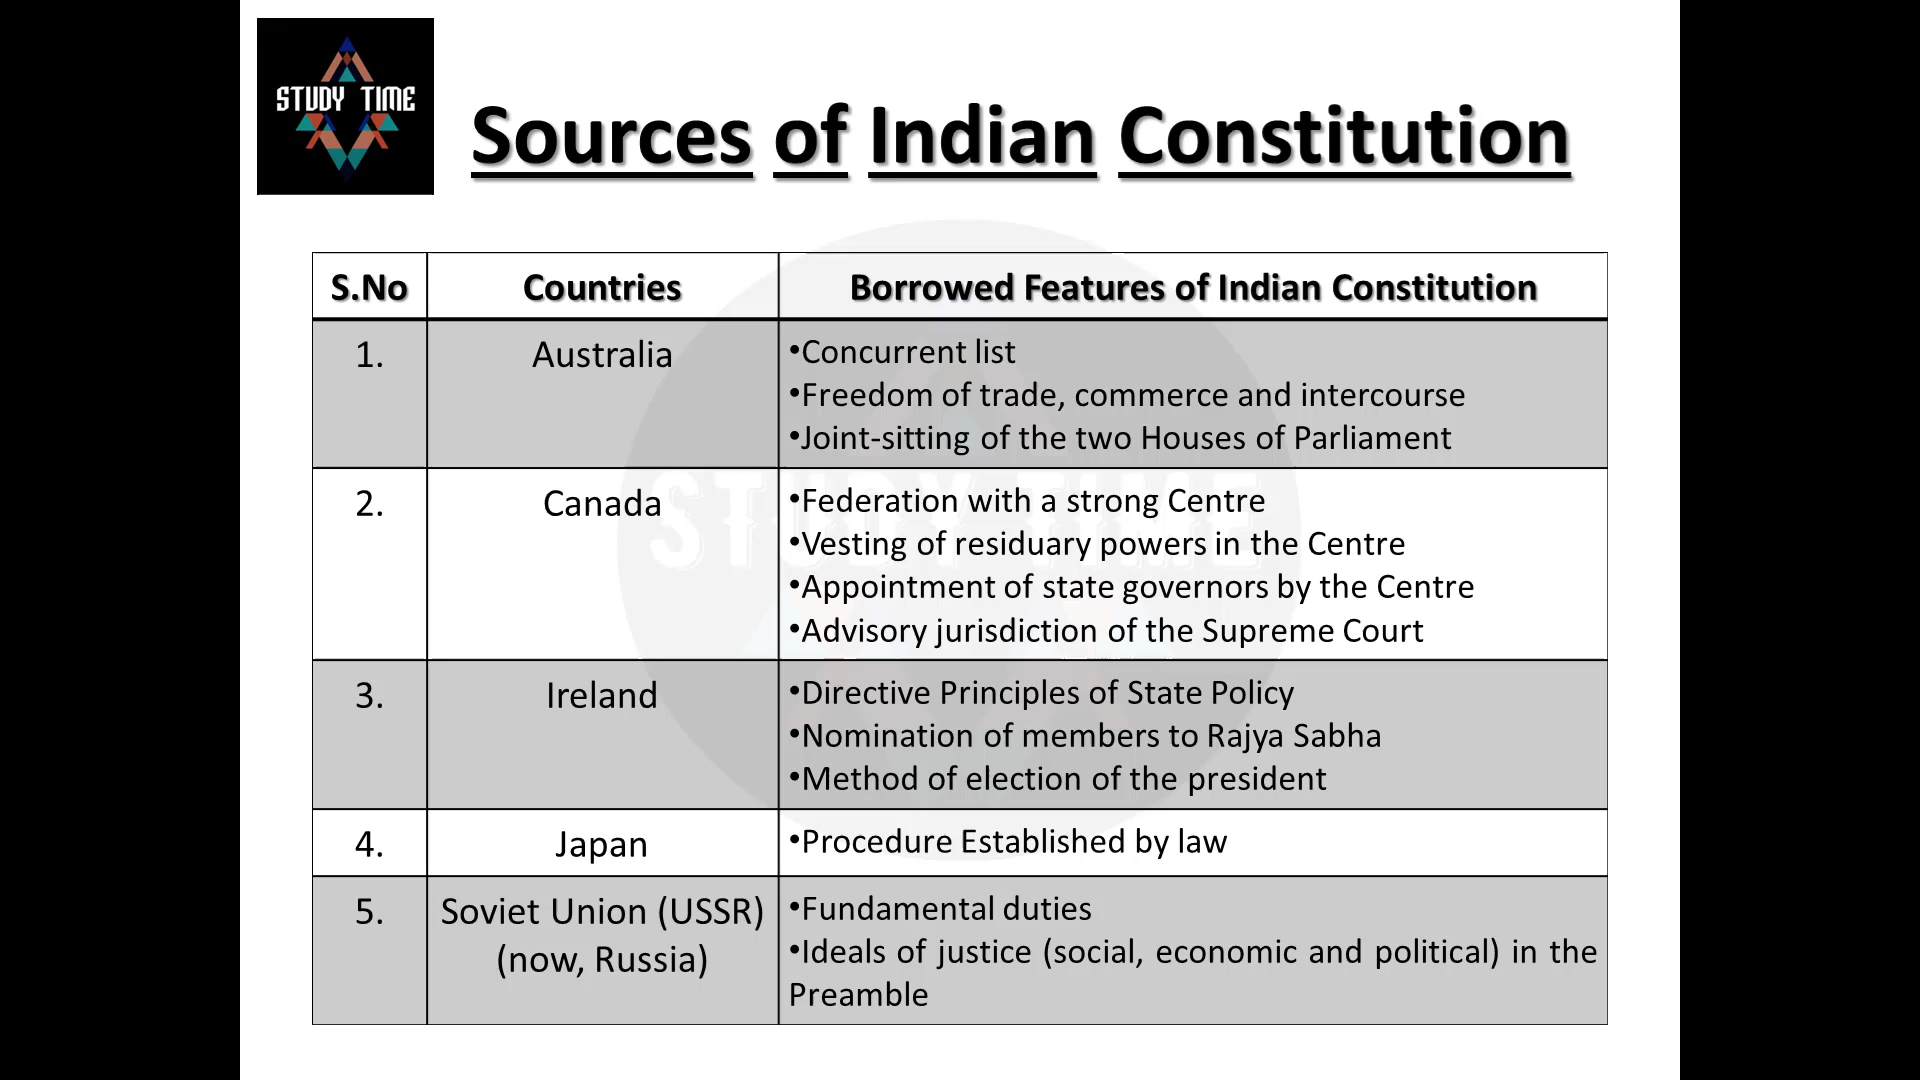 STUDY TIME
Sources of Indian Constitution
S.No Countries Borrowed Features of Indian Constitution
1. Australia •Concurrent list
•Freedom of trade, commerce and intercourse
•Joint-sitting of the two Houses of Parliament
2. Canada •Federation with a strong Centre
•Vesting of residuary powers in the Centre
•Appointment of state governors by the Centre
•Advisory jurisdiction of the Supreme Court
3. Ireland •Directive Principles of State Policy
•Nomination of members to Rajya Sabha
•Method of election of the president
4. Japan •Procedure Established by law
5. Soviet Union (USSR) •Fundamental duties
(now, Russia) •Ideals of justice (social, economic and political) in the
Preamble
STUDY TIME